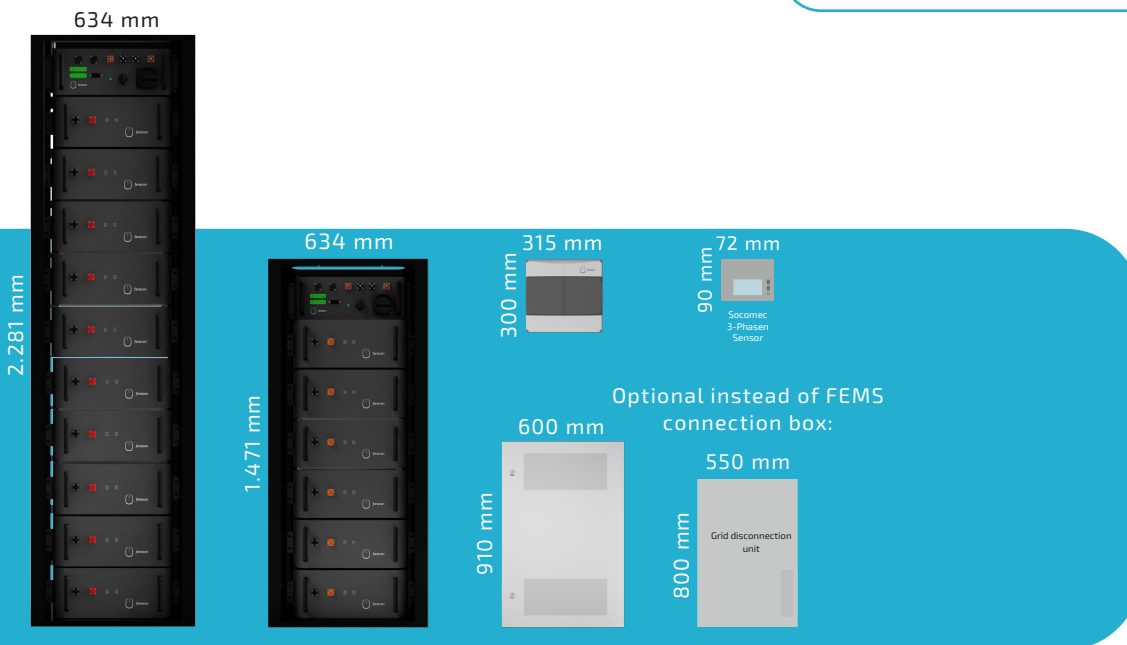 634 mm
2.281 mm
634 mm
1.471 mm
315 mm
300 mm
72 mm
90 mm
Socomec
3-Phasen
Sensor
Optional instead of FEMS
connection box:
600 mm
910 mm
550 mm
800 mm
Grid disconnection
unit